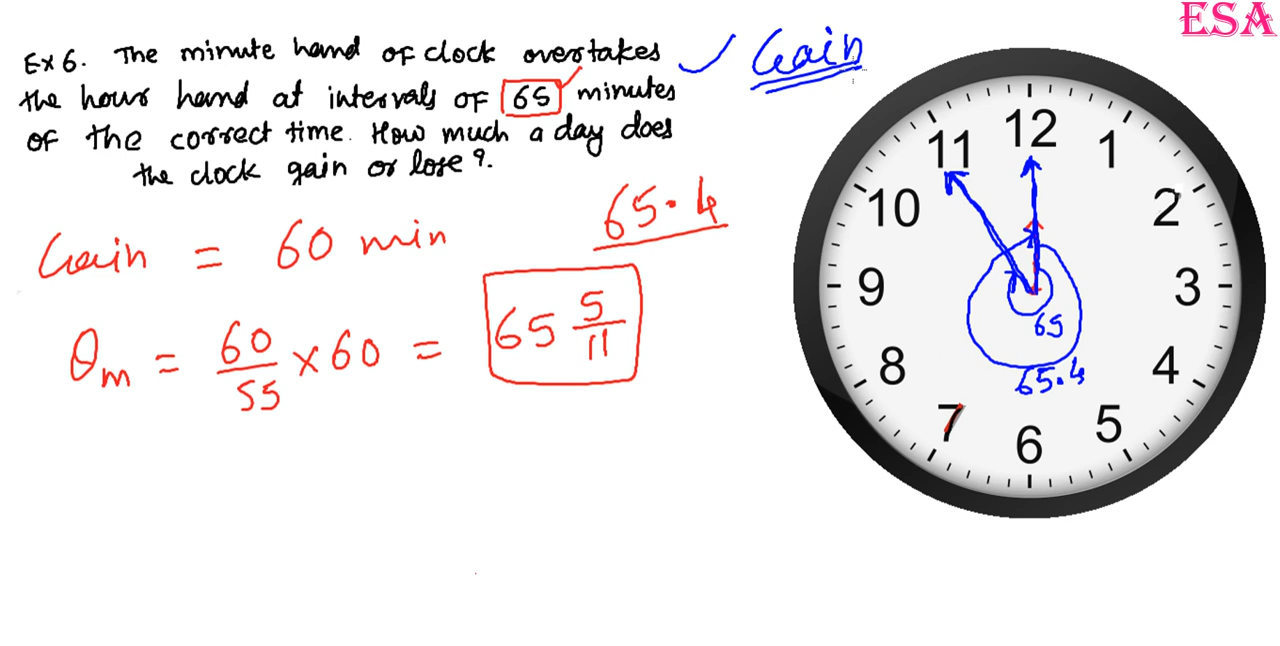 ESA
Ex 6. The minute hand of clock overtakes
the hour hand at intervals of 65 minutes
of the correct time. How much a day does
the clock gain or lose ?.
Gain
Gain = 60 min
65.4
θm = 60/55 × 60 = 65 5/11
12
1
2
3
4
5
6
7
8
9
10
11
65
65.4